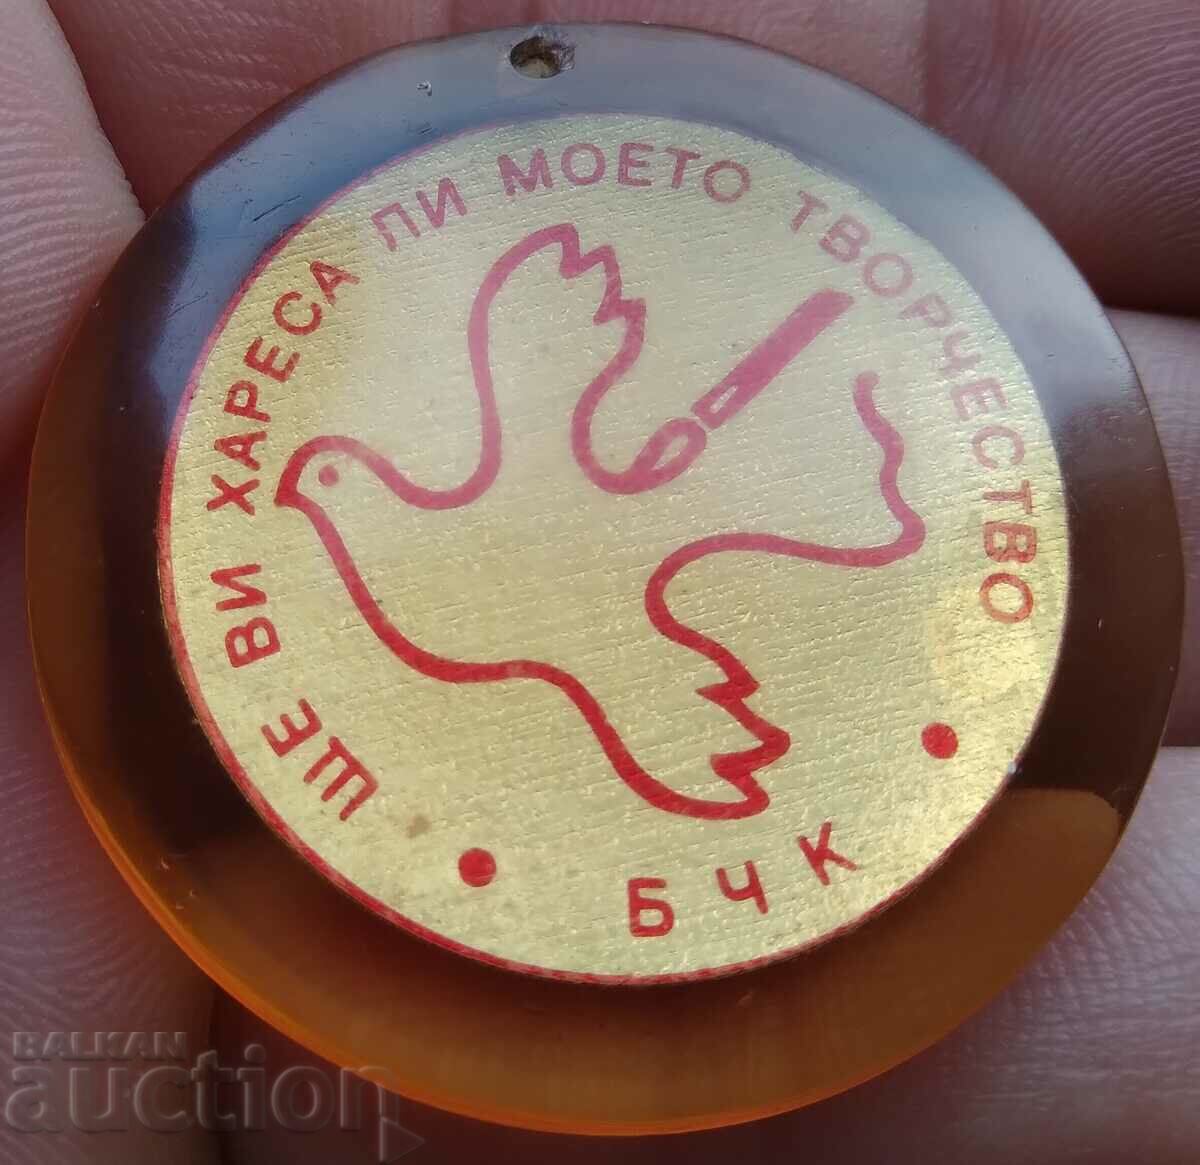 ЩЕ ВИ ХАРЕСА ЛИ МОЕТО ТВОРЧЕСТВО
• БЧК •
BALKAN
auction